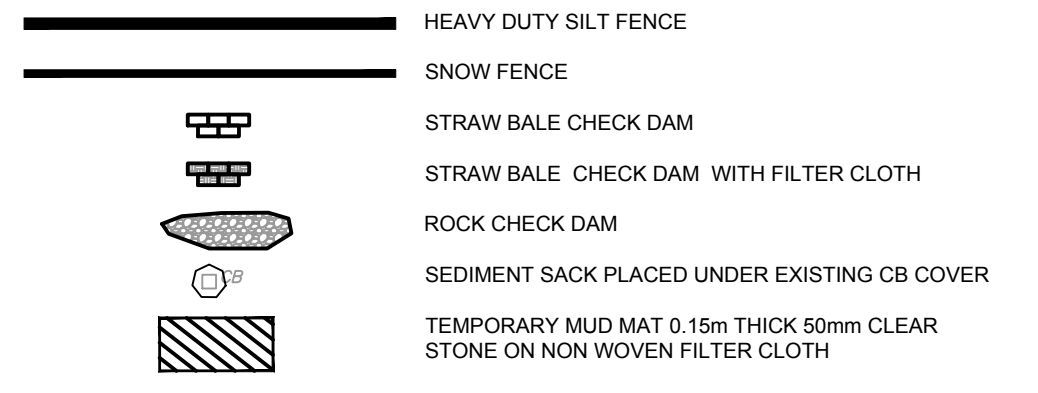 HEAVY DUTY SILT FENCE
SNOW FENCE
STRAW BALE CHECK DAM
STRAW BALE CHECK DAM WITH FILTER CLOTH
ROCK CHECK DAM
CB
SEDIMENT SACK PLACED UNDER EXISTING CB COVER
TEMPORARY MUD MAT 0.15m THICK 50mm CLEAR
STONE ON NON WOVEN FILTER CLOTH